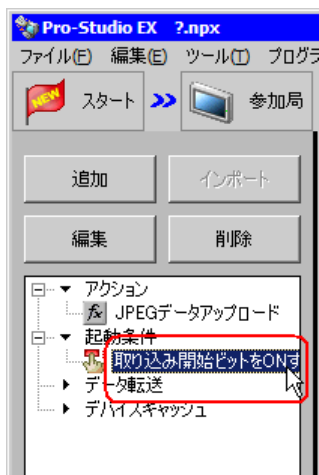 Pro-Studio EX ?.npx
ファイル(F) 編集(E) ツール(T) プログラ
NEW スタート >> 参加局
追加 インポート
編集 削除
アクション
fx JPEGデータアップロード
起動条件
取り込み開始ビットをONす
データ転送
デバイスキャッシュ